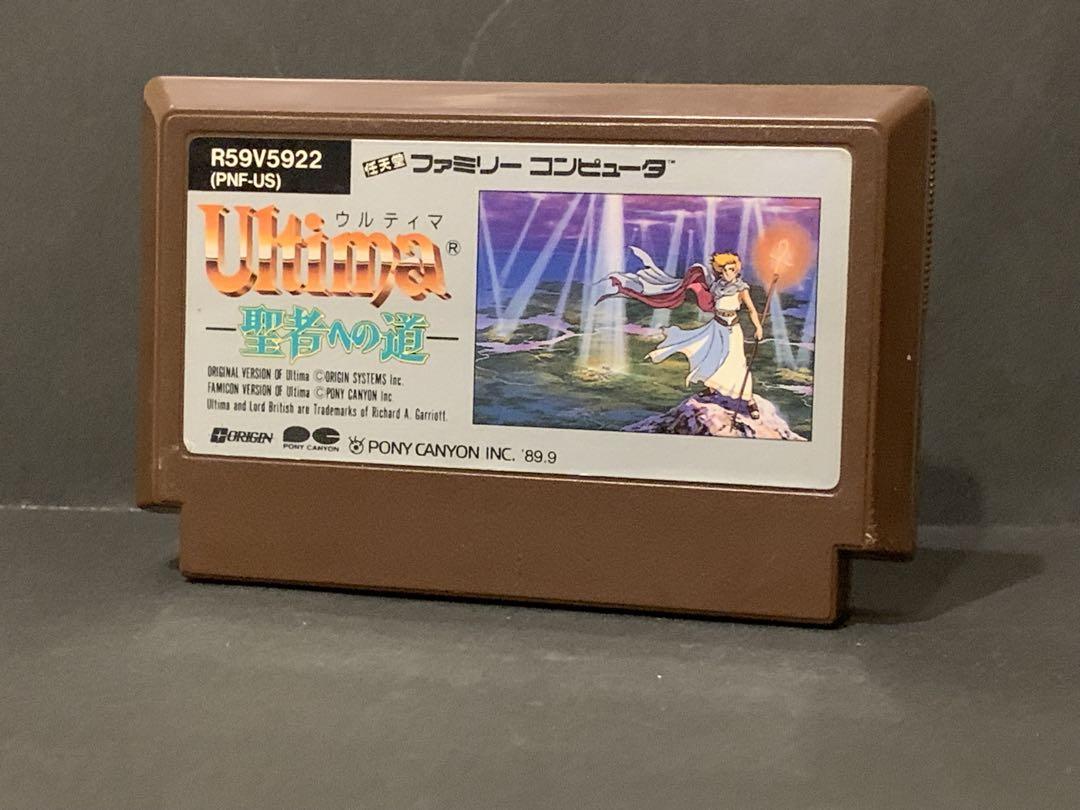 R59V5922
(PNF-US)
任天堂 ファミリー コンピュータ™
ウルティマ
Ultima®
聖者への道
ORIGINAL VERSION OF Ultima ©ORIGIN SYSTEMS Inc.
FAMICON VERSION OF Ultima ©PONY CANYON Inc.
Ultima and Lord British are Trademarks of Richard A. Garriott.
ORIGIN PC PONY CANYON PONY CANYON INC. '89.9